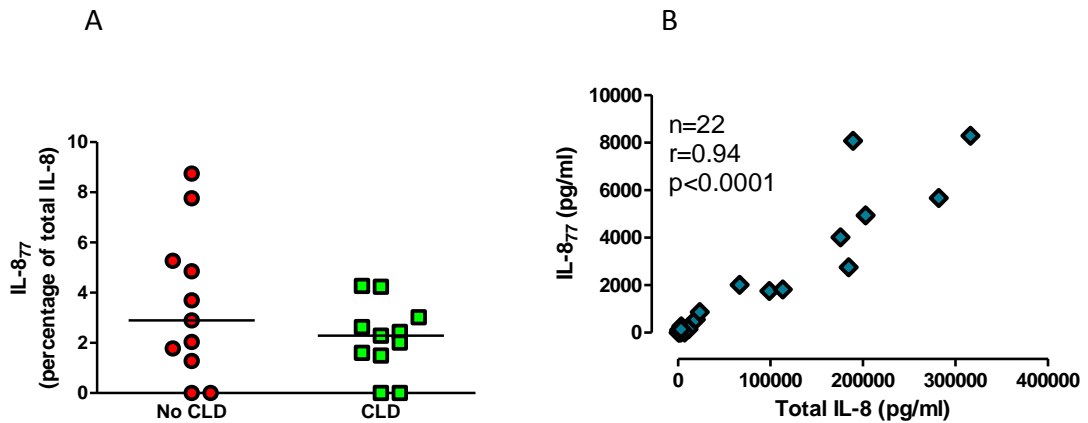 A
IL-8₇₇
(percentage of total IL-8)
10
8
6
4
2
0
No CLD
CLD
B
IL-8₇₇ (pg/ml)
10000
8000
6000
4000
2000
0
n=22
r=0.94
p<0.0001
0
100000
200000
300000
400000
Total IL-8 (pg/ml)